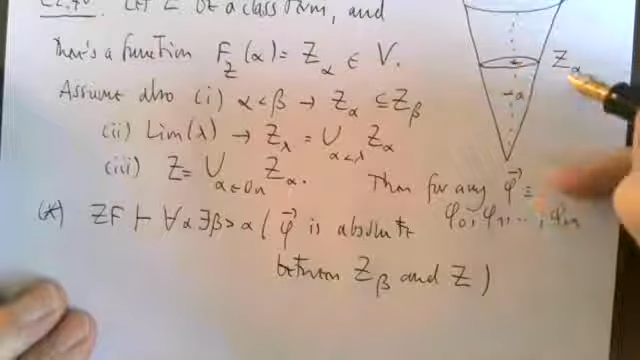 Let Z be a class term, and
There's a function F_Z(α) = Z_α ∈ V.
Assume also (i) α < β → Z_α ⊆ Z_β
(ii) Lim(λ) → Z_λ = ∪_{α<λ} Z_α
(iii) Z = ∪_{α∈On} Z_α.
Then for any φ⃗ =
φ_0, φ_1, ..., φ_n
(*) ZF ⊢ ∀α ∃β > α ( φ⃗ is absolute
between Z_β and Z )
Z_α
α